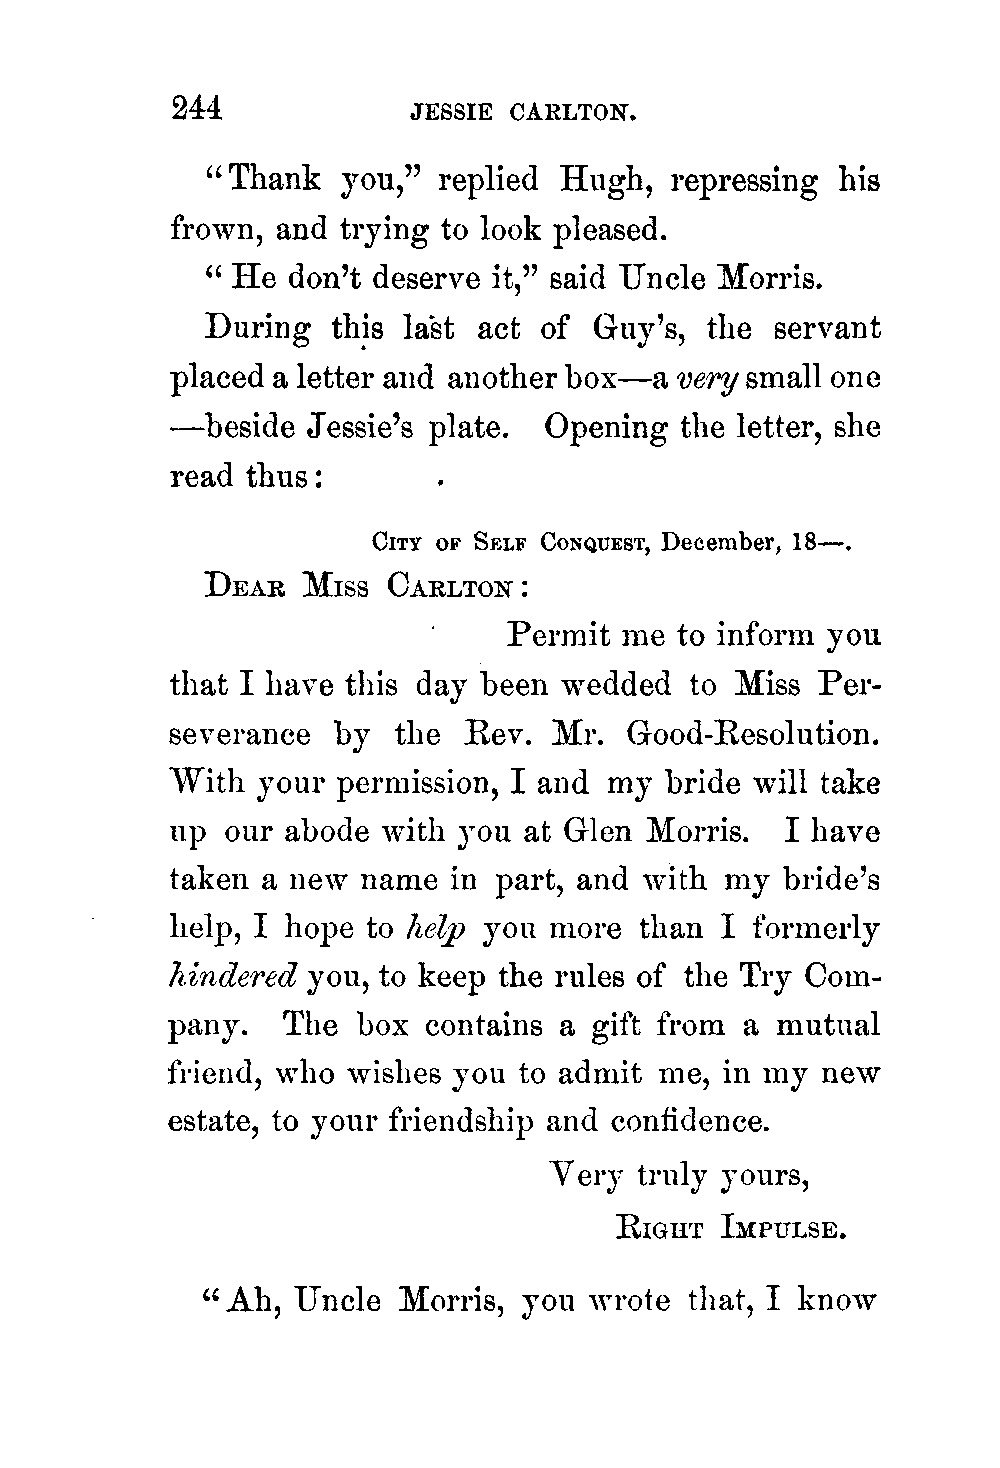 244 JESSIE CARLTON.
“Thank you,” replied Hugh, repressing his
frown, and trying to look pleased.
“He don’t deserve it,” said Uncle Morris.
During this last act of Guy’s, the servant
placed a letter and another box—a very small one
—beside Jessie’s plate. Opening the letter, she
read thus:
CITY OF SELF CONQUEST, December, 18—.
DEAR MISS CARLTON:
Permit me to inform you
that I have this day been wedded to Miss Per-
severance by the Rev. Mr. Good-Resolution.
With your permission, I and my bride will take
up our abode with you at Glen Morris. I have
taken a new name in part, and with my bride’s
help, I hope to help you more than I formerly
hindered you, to keep the rules of the Try Com-
pany. The box contains a gift from a mutual
friend, who wishes you to admit me, in my new
estate, to your friendship and confidence.
Very truly yours,
RIGHT IMPULSE.
“Ah, Uncle Morris, you wrote that, I know